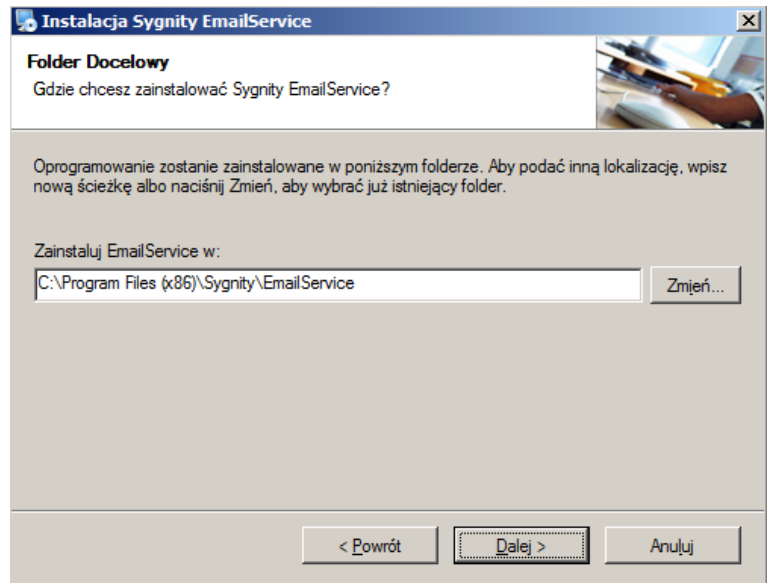 Instalacja Sygnity EmailService
Folder Docelowy
Gdzie chcesz zainstalować Sygnity EmailService?
Oprogramowanie zostanie zainstalowane w poniższym folderze. Aby podać inną lokalizację, wpisz
nową ścieżkę albo naciśnij Zmień, aby wybrać już istniejący folder.
Zainstaluj EmailService w:
C:\Program Files (x86)\Sygnity\EmailService
Zmień...
< Powrót
Dalej >
Anuluj